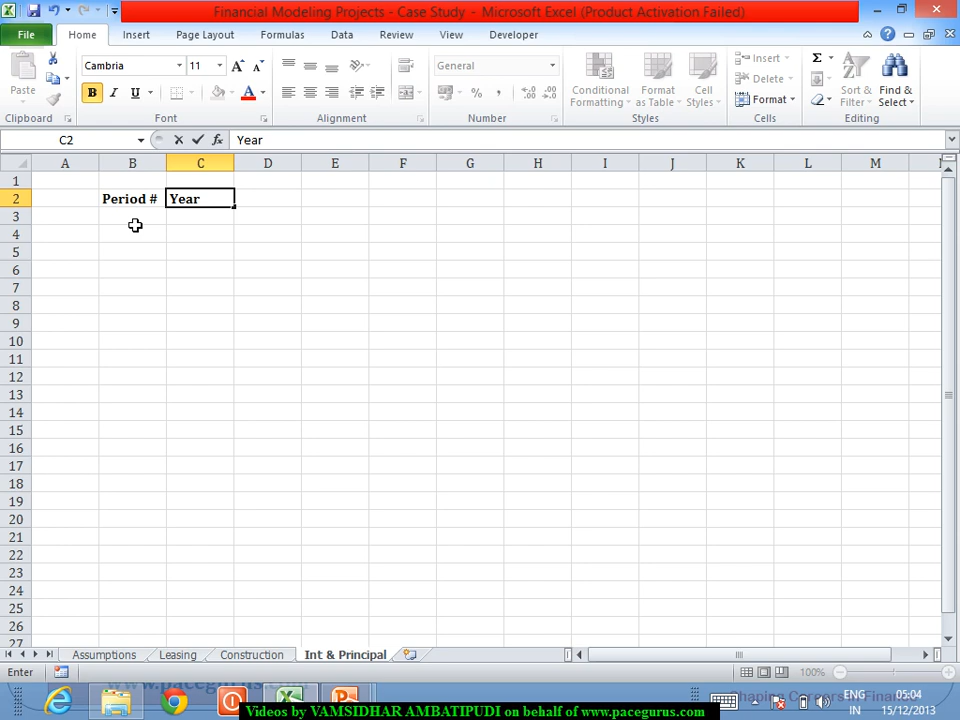 Financial Modeling Projects - Case Study - Microsoft Excel (Product Activation Failed)
File Home Insert Page Layout Formulas Data Review View Developer
Paste
Cambria 11
B I U A
General
Conditional Formatting
Format as Table
Cell Styles
Insert
Delete
Format
Sort & Filter
Find & Select
Clipboard Font Alignment Number Styles Cells Editing
C2 fx Year
A B C D E F G H I J K L M
1
2 Period # Year
3
4
5
6
7
8
9
10
11
12
13
14
15
16
17
18
19
20
21
22
23
24
25
26
27
Assumptions Leasing Construction Int & Principal
Enter 100%
www.pacegurus.com
Shaping Careers in Finance
ENG 05:04
IN 15/12/2013
Videos by VAMSIDHAR AMBATIPUDI on behalf of www.pacegurus.com